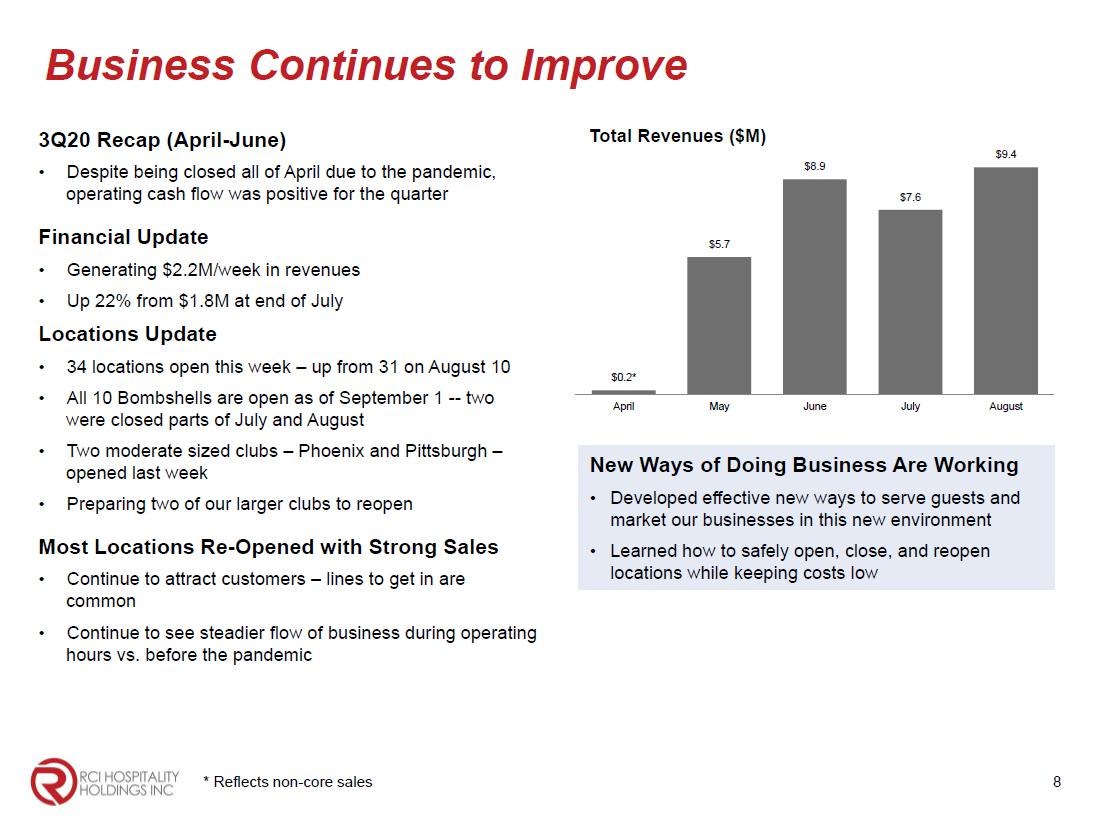 Business Continues to Improve
3Q20 Recap (April-June)
• Despite being closed all of April due to the pandemic,
operating cash flow was positive for the quarter
Financial Update
• Generating $2.2M/week in revenues
• Up 22% from $1.8M at end of July
Locations Update
• 34 locations open this week – up from 31 on August 10
• All 10 Bombshells are open as of September 1 -- two
were closed parts of July and August
• Two moderate sized clubs – Phoenix and Pittsburgh –
opened last week
• Preparing two of our larger clubs to reopen
Most Locations Re-Opened with Strong Sales
• Continue to attract customers – lines to get in are
common
• Continue to see steadier flow of business during operating
hours vs. before the pandemic
Total Revenues ($M)
$0.2*
$5.7
$8.9
$7.6
$9.4
April May June July August
New Ways of Doing Business Are Working
• Developed effective new ways to serve guests and
market our businesses in this new environment
• Learned how to safely open, close, and reopen
locations while keeping costs low
RCI HOSPITALITY
HOLDINGS INC
* Reflects non-core sales
8